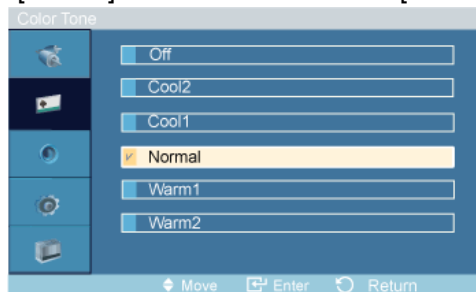 Color Tone
Off
Cool2
Cool1
Normal
Warm1
Warm2
Move Enter Return